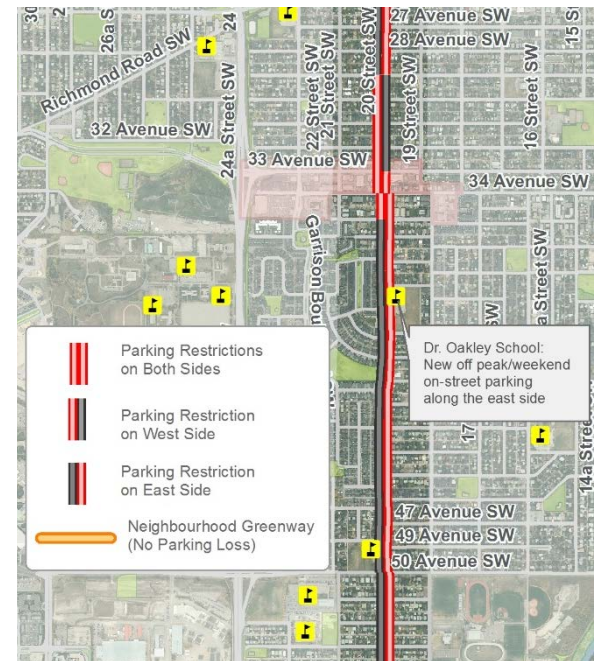 30
26a S
24
27 Avenue SW
28 Avenue SW
15 S
Richmond Road SW
24a Street SW
22 Street SW
21 Street SW
20 Street SW
19 Street SW
16 Street SW
32 Avenue SW
33 Avenue SW
34 Avenue SW
Garrison Bou
a Street SW
Dr. Oakley School:
New off peak/weekend
on-street parking
along the east side
17
14a Street SW
Parking Restrictions
on Both Sides
Parking Restriction
on West Side
Parking Restriction
on East Side
Neighbourhood Greenway
(No Parking Loss)
47 Avenue SW
49 Avenue SW
50 Avenue SW